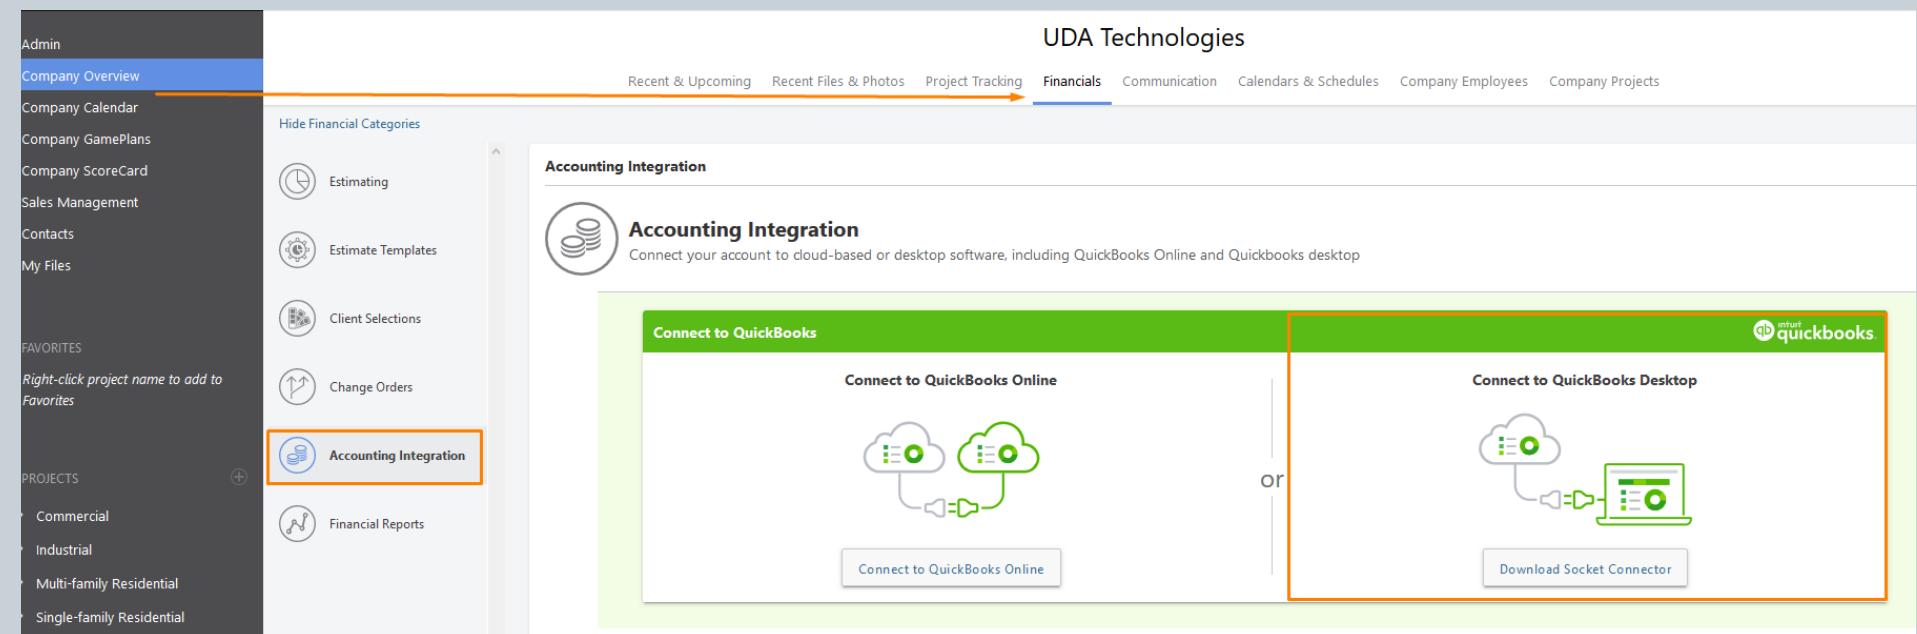 Admin
Company Overview
Company Calendar
Company GamePlans
Company ScoreCard
Sales Management
Contacts
My Files
FAVORITES
Right-click project name to add to
Favorites
PROJECTS
Commercial
Industrial
Multi-family Residential
Single-family Residential
UDA Technologies
Recent & Upcoming Recent Files & Photos Project Tracking Financials Communication Calendars & Schedules Company Employees Company Projects
Hide Financial Categories
Estimating
Estimate Templates
Client Selections
Change Orders
Accounting Integration
Financial Reports
Accounting Integration
Accounting Integration
Connect your account to cloud-based or desktop software, including QuickBooks Online and Quickbooks desktop
Connect to QuickBooks
qb intuit quickbooks.
Connect to QuickBooks Online
Connect to QuickBooks Online
or
Connect to QuickBooks Desktop
Download Socket Connector